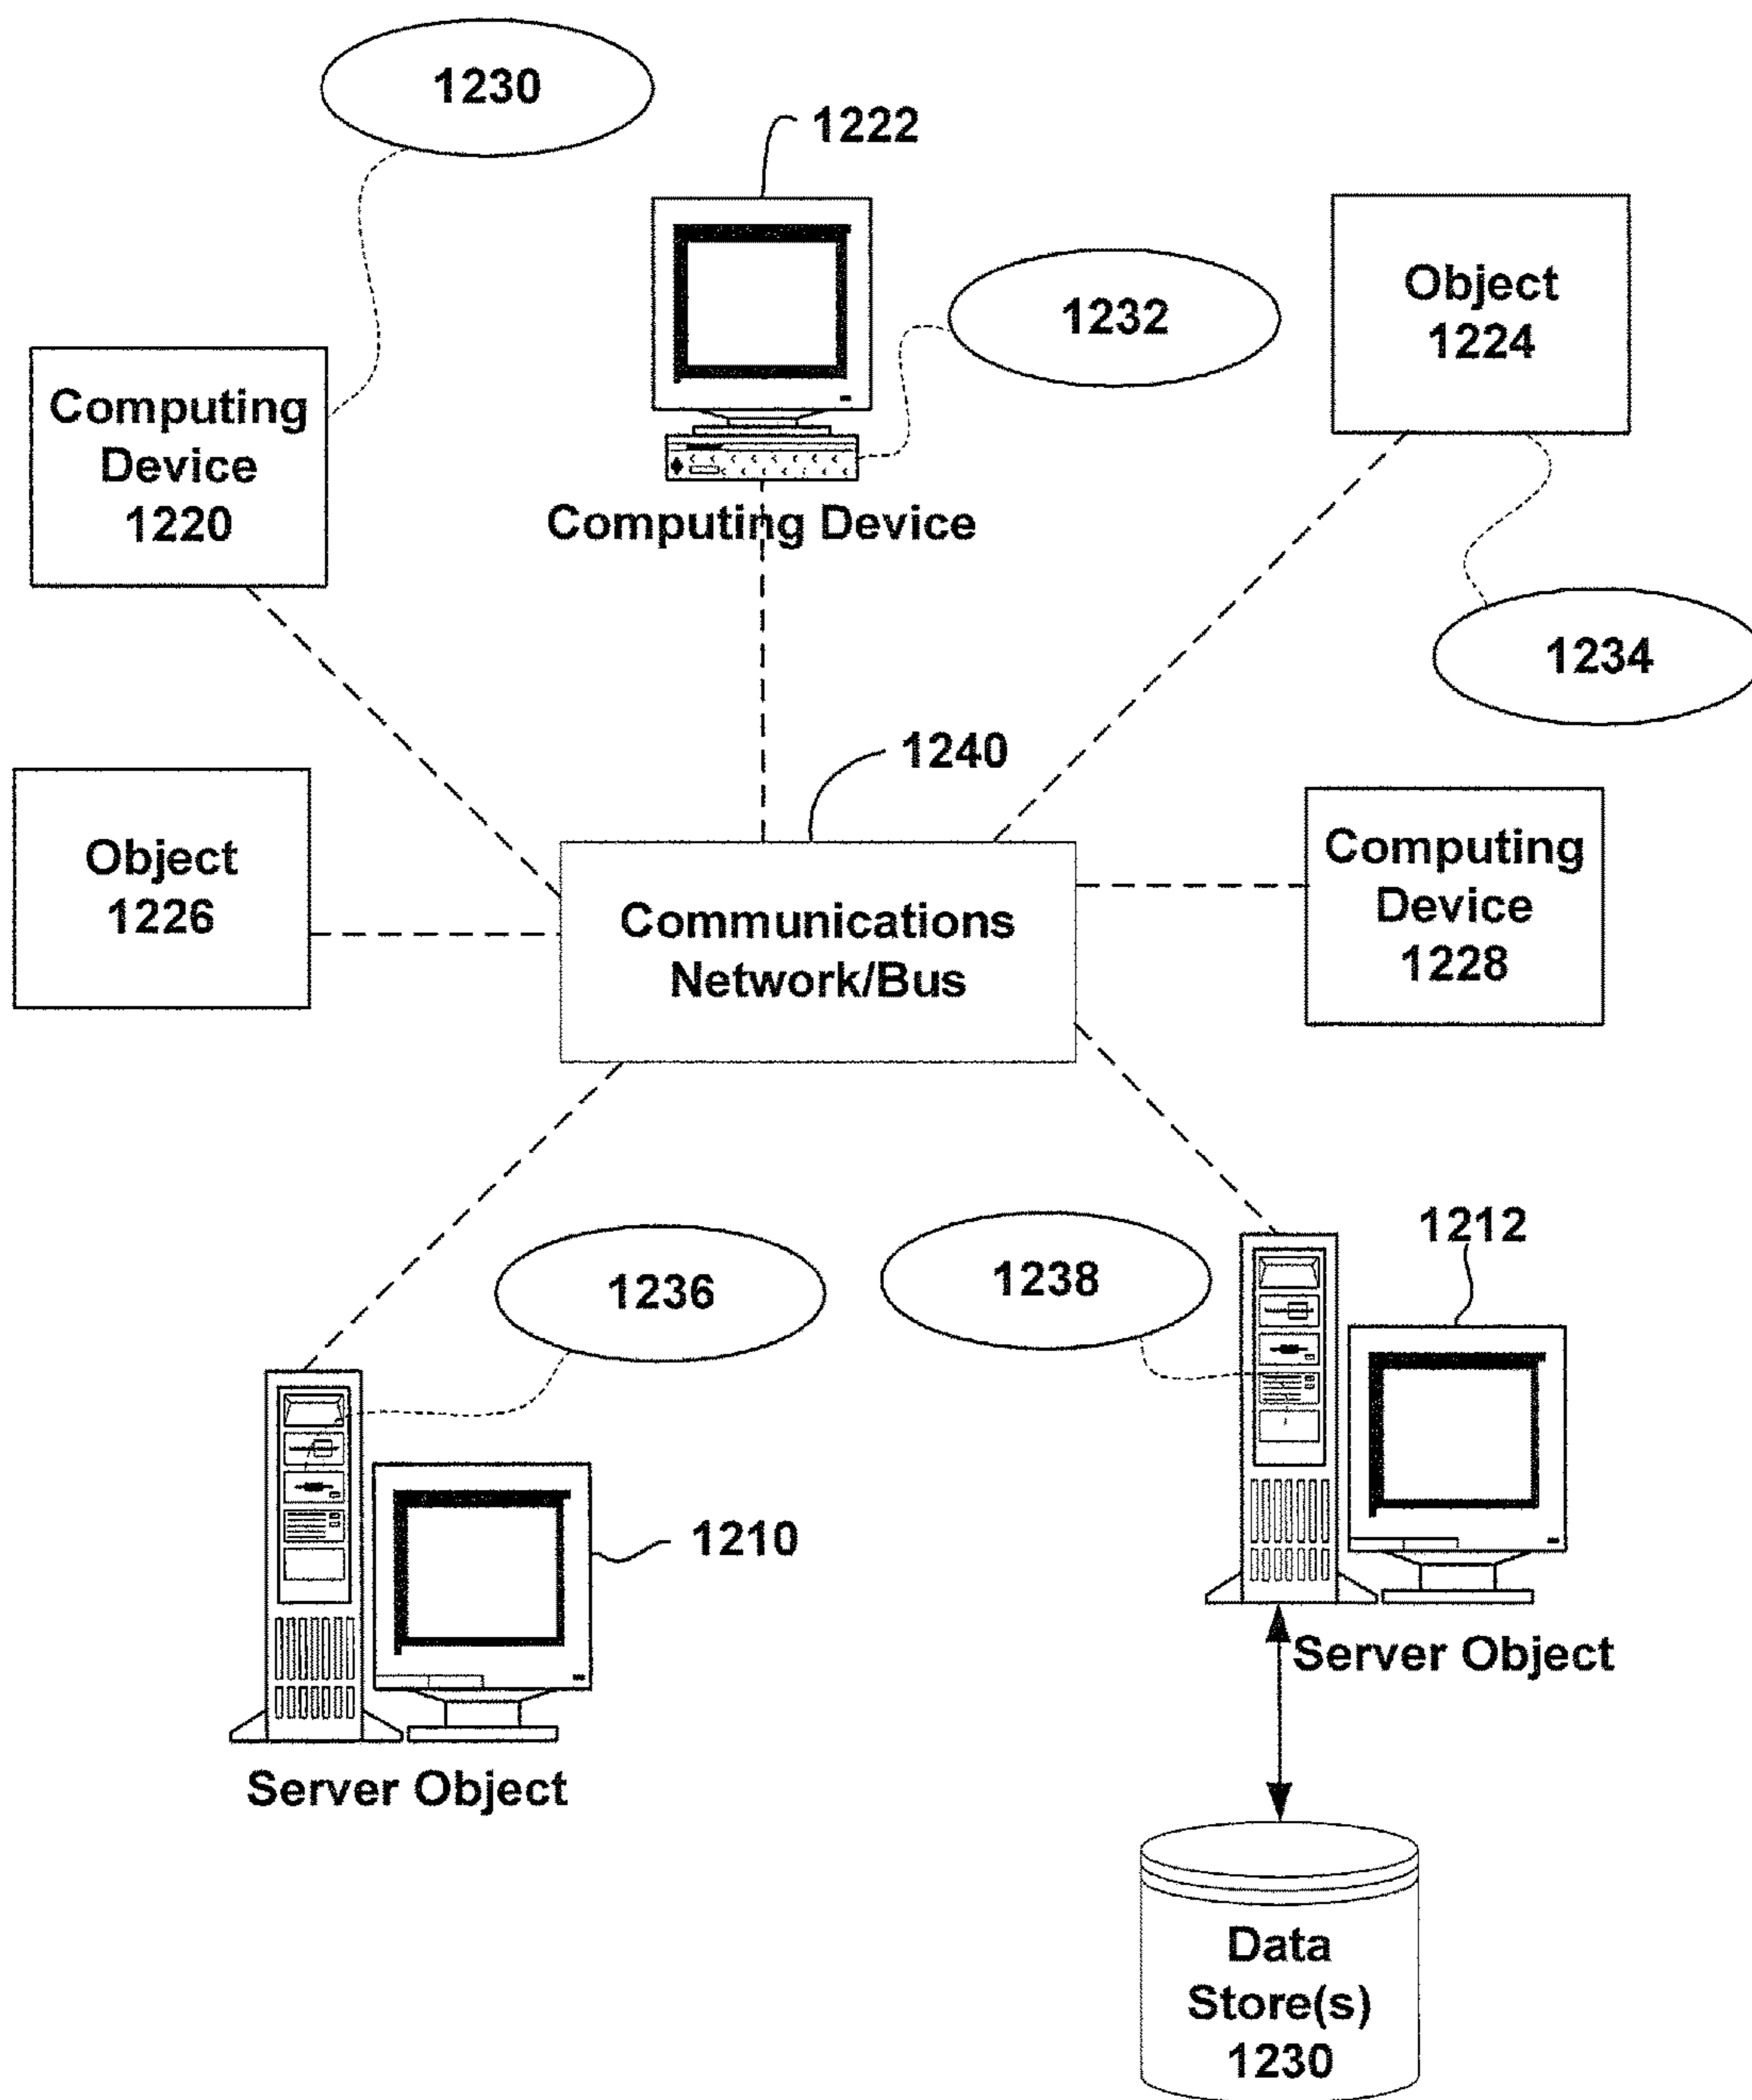 1230
1222
1232
Object
1224
Computing
Device
1220
Computing Device
1234
1240
Object
1226
Communications
Network/Bus
Computing
Device
1228
1236
1238
1212
1210
Server Object
Server Object
Data
Store(s)
1230